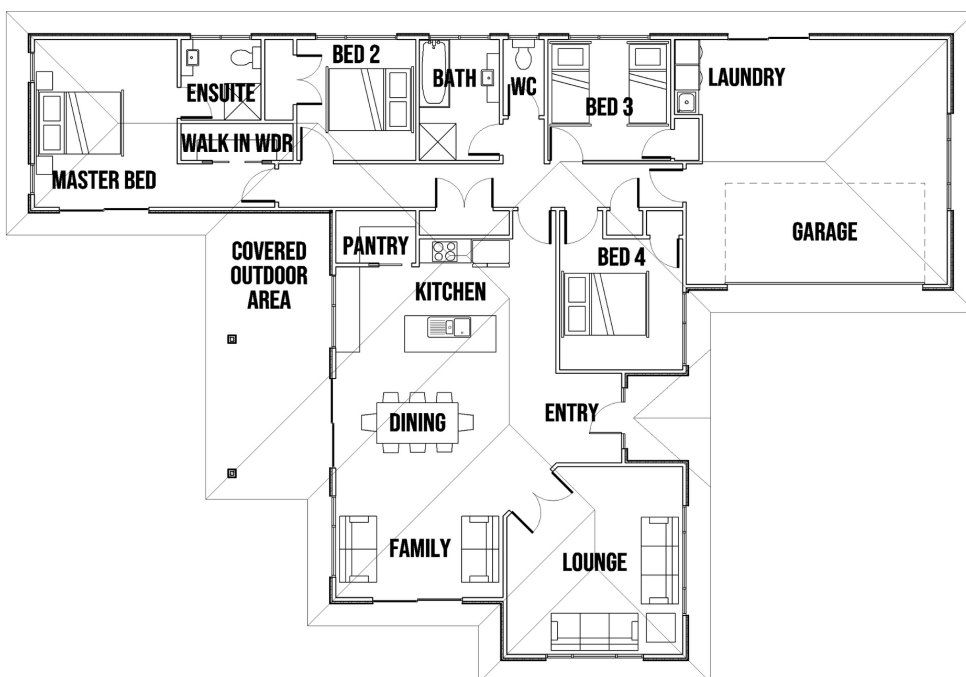 BED 2
ENSUITE
BATH
WC
BED 3
LAUNDRY
WALK IN WDR
MASTER BED
COVERED
OUTDOOR
AREA
PANTRY
KITCHEN
BED 4
GARAGE
DINING
ENTRY
FAMILY
LOUNGE